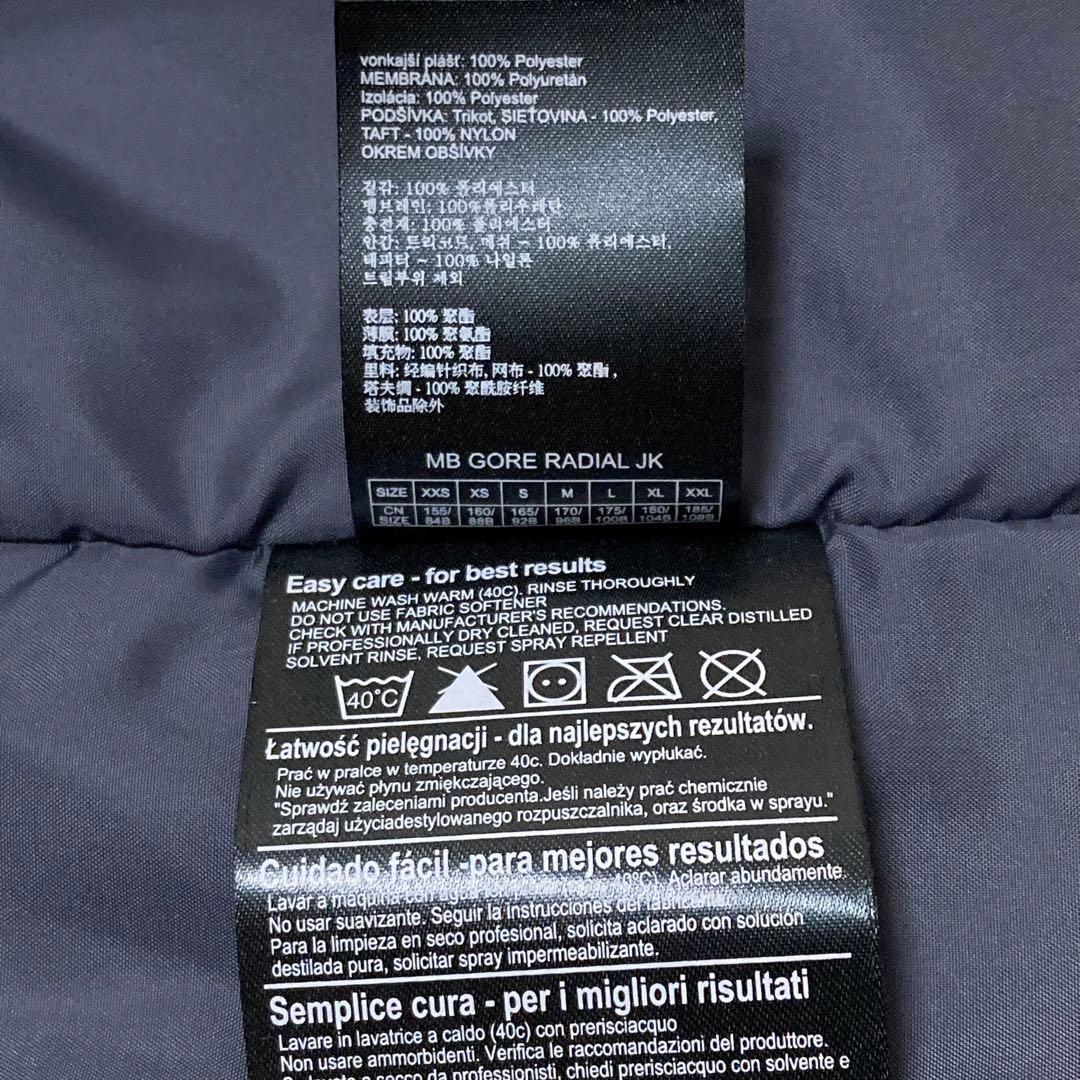 vonkajší plášť: 100% Polyester
MEMBRÁNA: 100% Polyuretán
Izolácia: 100% Polyester
PODŠÍVKA: Trikot, SIEŤOVINA - 100% Polyester,
TAFT - 100% NYLON
OKREM OBŠÍVKY
겉감: 100% 폴리에스터
멤브레인: 100%폴리우레탄
충전재: 100% 폴리에스터
안감: 트리코트, 메쉬 - 100% 폴리에스터,
태피타 - 100% 나일론
트림부위 제외
表层: 100% 聚酯
薄膜: 100% 聚氨酯
填充物: 100% 聚酯
里料: 经编针织布, 网布 - 100% 聚酯,
塔夫绸 - 100% 聚酰胺纤维
装饰品除外
MB GORE RADIAL JK
SIZE XXS XS S M L XL XXL
CN SIZE 155/84B 160/88B 165/92B 170/96B 175/100B 180/104B 185/108B
Easy care - for best results
MACHINE WASH WARM (40C). RINSE THOROUGHLY
DO NOT USE FABRIC SOFTENER
CHECK WITH MANUFACTURER'S RECOMMENDATIONS.
IF PROFESSIONALLY DRY CLEANED, REQUEST CLEAR DISTILLED
SOLVENT RINSE, REQUEST SPRAY REPELLENT
40°C
Łatwość pielęgnacji - dla najlepszych rezultatów.
Prać w pralce w temperaturze 40c. Dokładnie wypłukać.
Nie używać płynu zmiękczającego.
"Sprawdź zaleceniami producenta.Jeśli należy prać chemicznie
zarządaj użyciadestylowanego rozpuszczalnika, oraz środka w sprayu."
Cuidado fácil -para mejores resultados
Lavar a maquina con agua 40°C). Aclarar abundamente
No usar suavizante. Seguir la instrucciones del fabricante.
Para la limpieza en seco profesional, solicita aclarado con solución
destilada pura, solicitar spray impermeabilizante.
Semplice cura - per i migliori risultati
Lavare in lavatrice a caldo (40c) con prerisciacquo
Non usare ammorbidenti. Verifica le raccomandazioni del produttore.
a secco da professionisti, chiedi prerisciacquo con solvente e